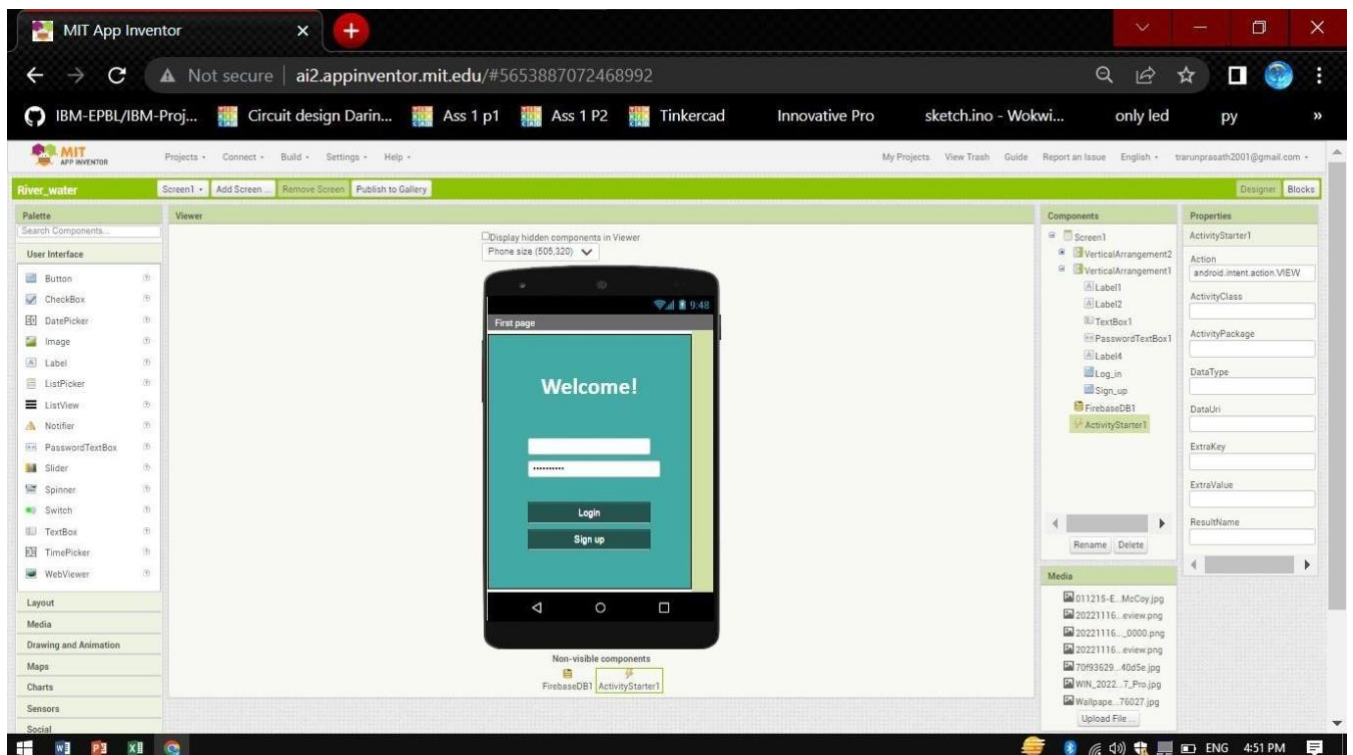 MIT App Inventor
Not secure | ai2.appinventor.mit.edu/#5653887072468992
IBM-EPBL/IBM-Proj... Circuit design Darin... Ass 1 p1 Ass 1 P2 Tinkercad Innovative Pro sketch.ino - Wokwi... only led py »
MIT
APP INVENTOR
Projects Connect Build Settings Help My Projects View Trash Guide Report an Issue English tarunprasath2001@gmail.com
River_water Screen1 Add Screen ... Remove Screen Publish to Gallery Designer Blocks
Palette
Search Components...
User Interface
Button
CheckBox
DatePicker
Image
Label
ListPicker
ListView
Notifier
PasswordTextBox
Slider
Spinner
Switch
TextBox
TimePicker
WebViewer
Layout
Media
Drawing and Animation
Maps
Charts
Sensors
Social
Viewer
Display hidden components in Viewer
Phone size (505,320)
9:48
First page
Welcome!
Login
Sign up
Non-visible components
FirebaseDB1 ActivityStarter1
Components
Screen1
VerticalArrangement2
VerticalArrangement1
Label1
Label2
TextBox1
PasswordTextBox1
Label4
Log_in
Sign_up
FirebaseDB1
ActivityStarter1
Rename Delete
Media
011215-E...McCoy.jpg
20221116...eview.png
20221116..._0000.png
20221116...eview.png
70f93629...40d5e.jpg
WIN_2022...7_Pro.jpg
Wallpape...76027.jpg
Upload File ...
Properties
ActivityStarter1
Action
android.intent.action.VIEW
ActivityClass
ActivityPackage
DataType
DataUri
ExtraKey
ExtraValue
ResultName
ENG 4:51 PM